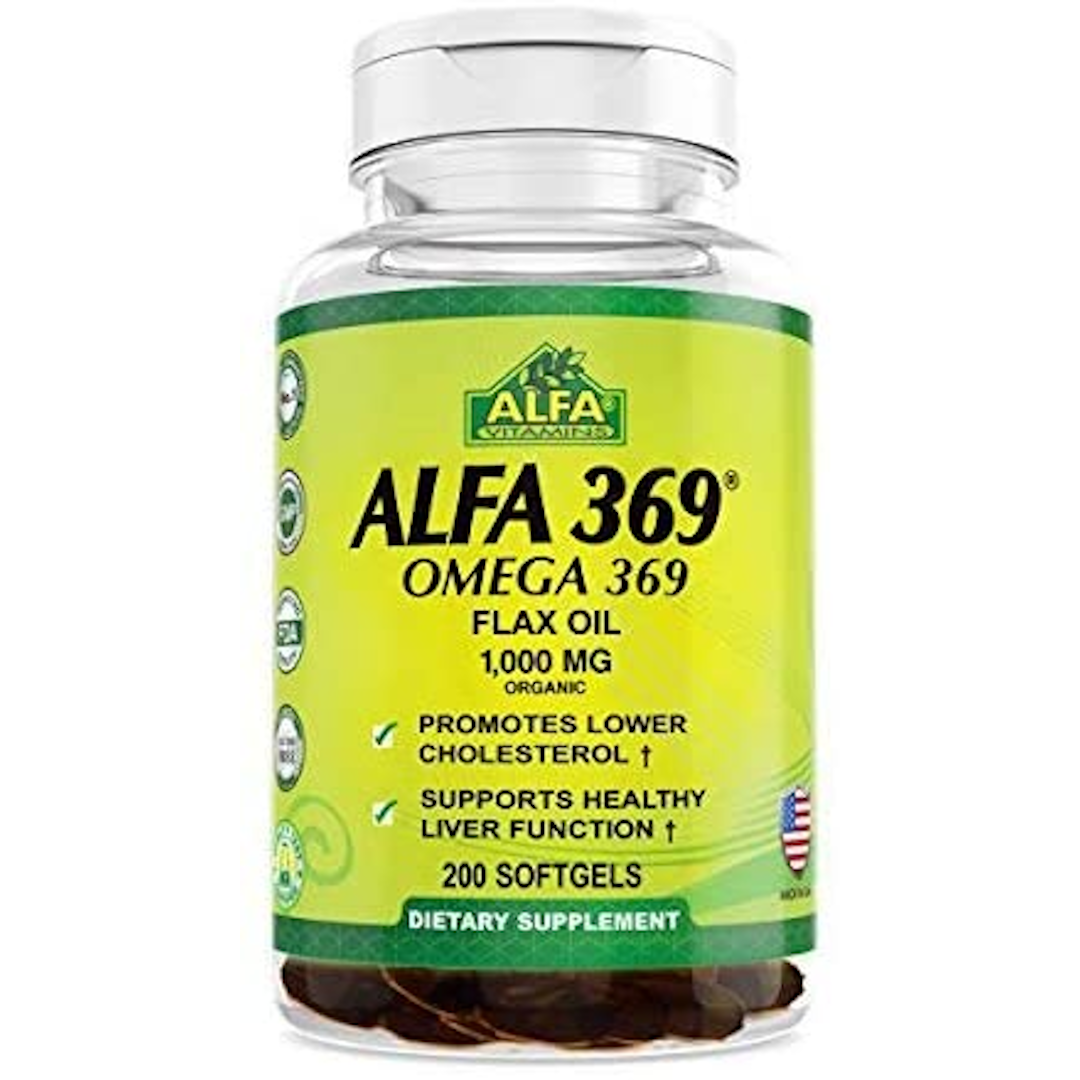 ALFA®
VITAMINS
ALFA 369®
OMEGA 369
FLAX OIL
1,000 MG
ORGANIC
PROMOTES LOWER
CHOLESTEROL †
SUPPORTS HEALTHY
LIVER FUNCTION †
200 SOFTGELS
DIETARY SUPPLEMENT
FDA